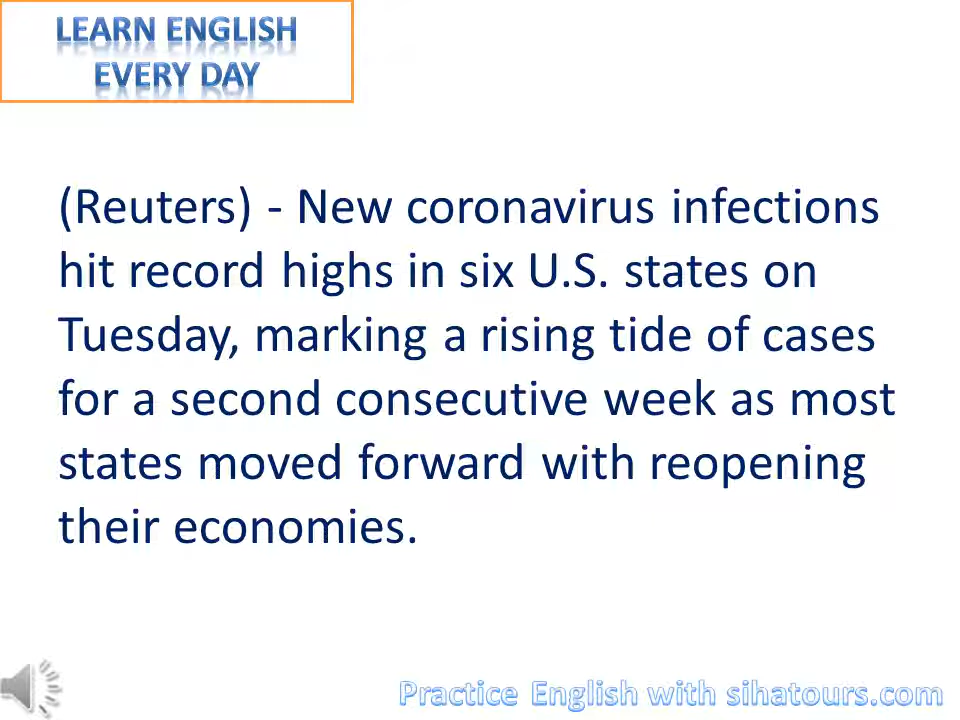 LEARN ENGLISH
EVERY DAY
(Reuters) - New coronavirus infections
hit record highs in six U.S. states on
Tuesday, marking a rising tide of cases
for a second consecutive week as most
states moved forward with reopening
their economies.
Practice English with sihatours.com